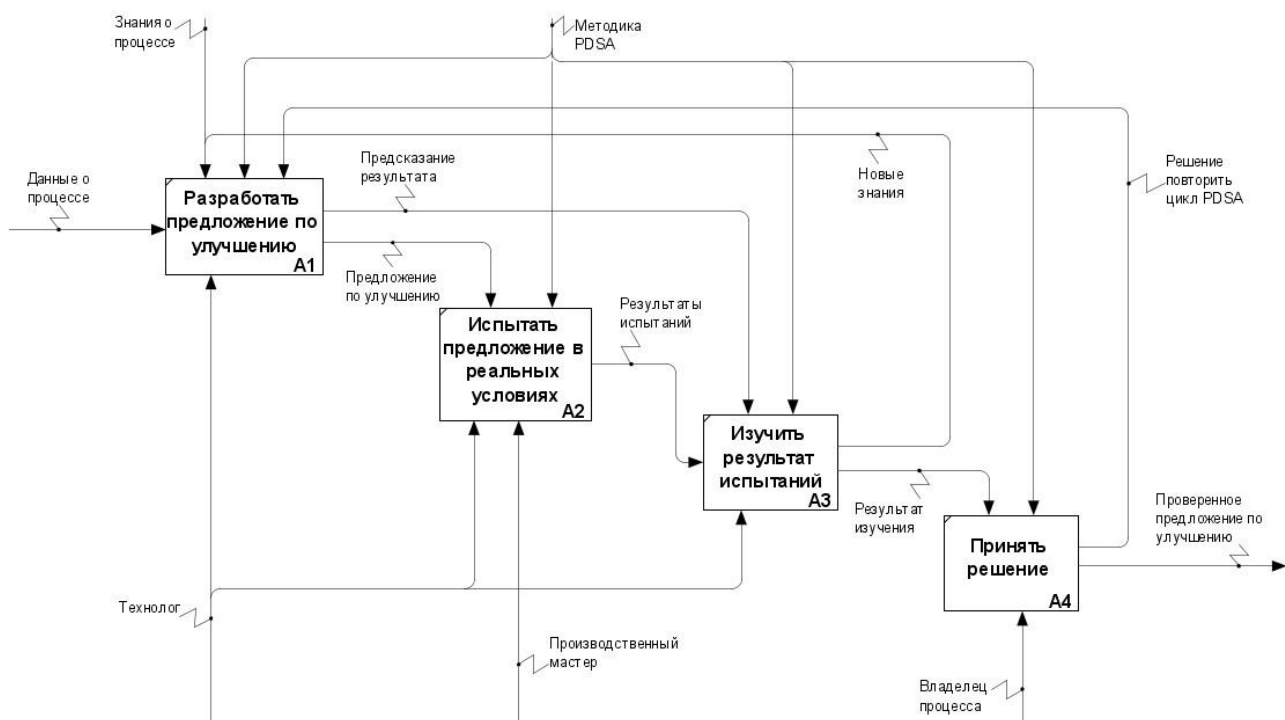 Знания о
процессе
Методика
PDSA
Данные о
процессе
Разработать
предложение по
улучшению
A1
Предсказание
результата
Предложение
по улучшению
Новые
знания
Решение
повторить
цикл PDSA
Испытать
предложение в
реальных
условиях
A2
Результаты
испытаний
Изучить
результат
испытаний
A3
Результат
изучения
Принять
решение
A4
Проверенное
предложение по
улучшению
Технолог
Производственный
мастер
Владелец
процесса